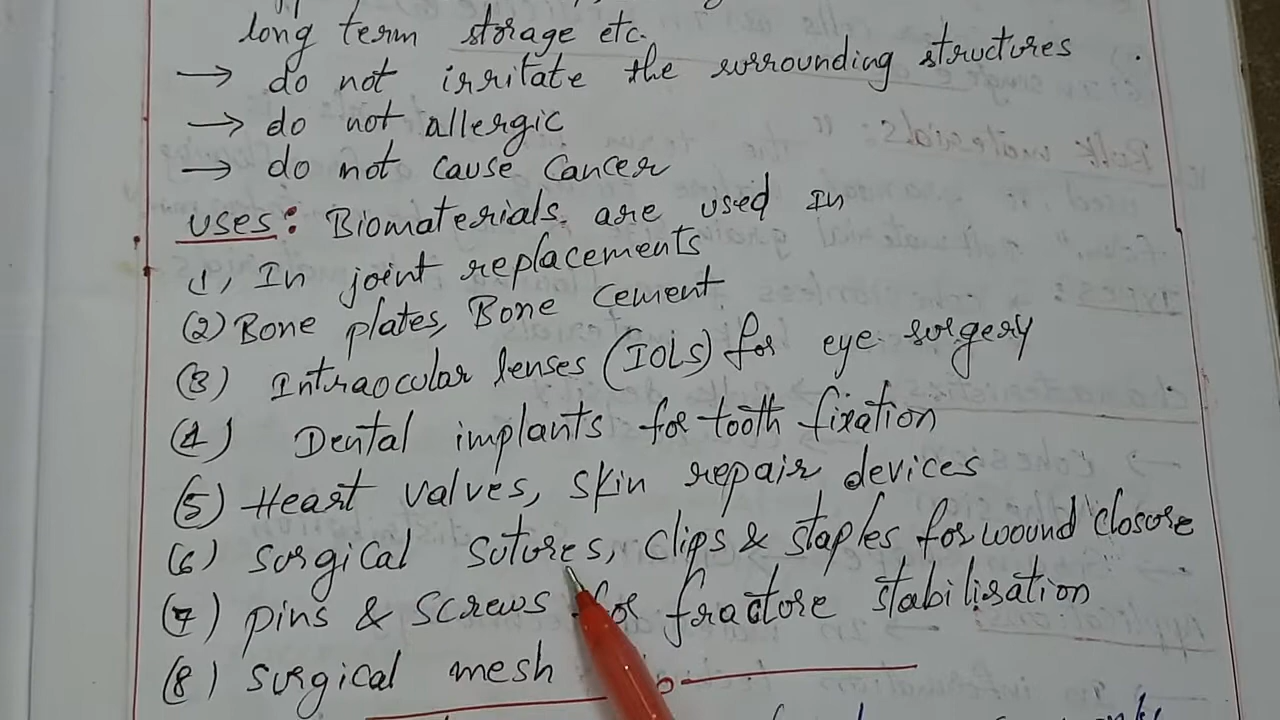 long term storage etc.
→ do not irritate the surrounding structures
→ do not allergic
→ do not cause cancer
Uses: Biomaterials are used in
1, In joint replacements
(2) Bone plates, Bone cement
(3) Intraocular lenses (IOLs) for eye surgery
(4) Dental implants for tooth fixation
(5) Heart valves, skin repair devices
(6) surgical sutures, clips & staples for wound closure
(7) pins & screws for fracture stabilisation
(8) surgical mesh